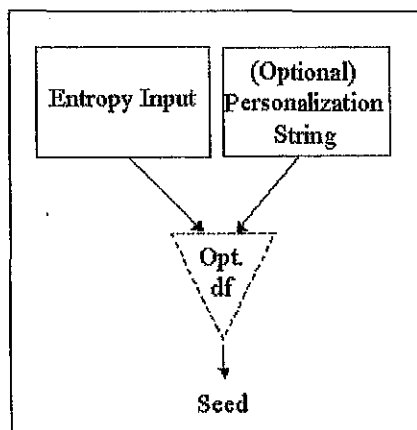 Entropy Input
(Optional)
Personalization
String
Opt.
df
Seed